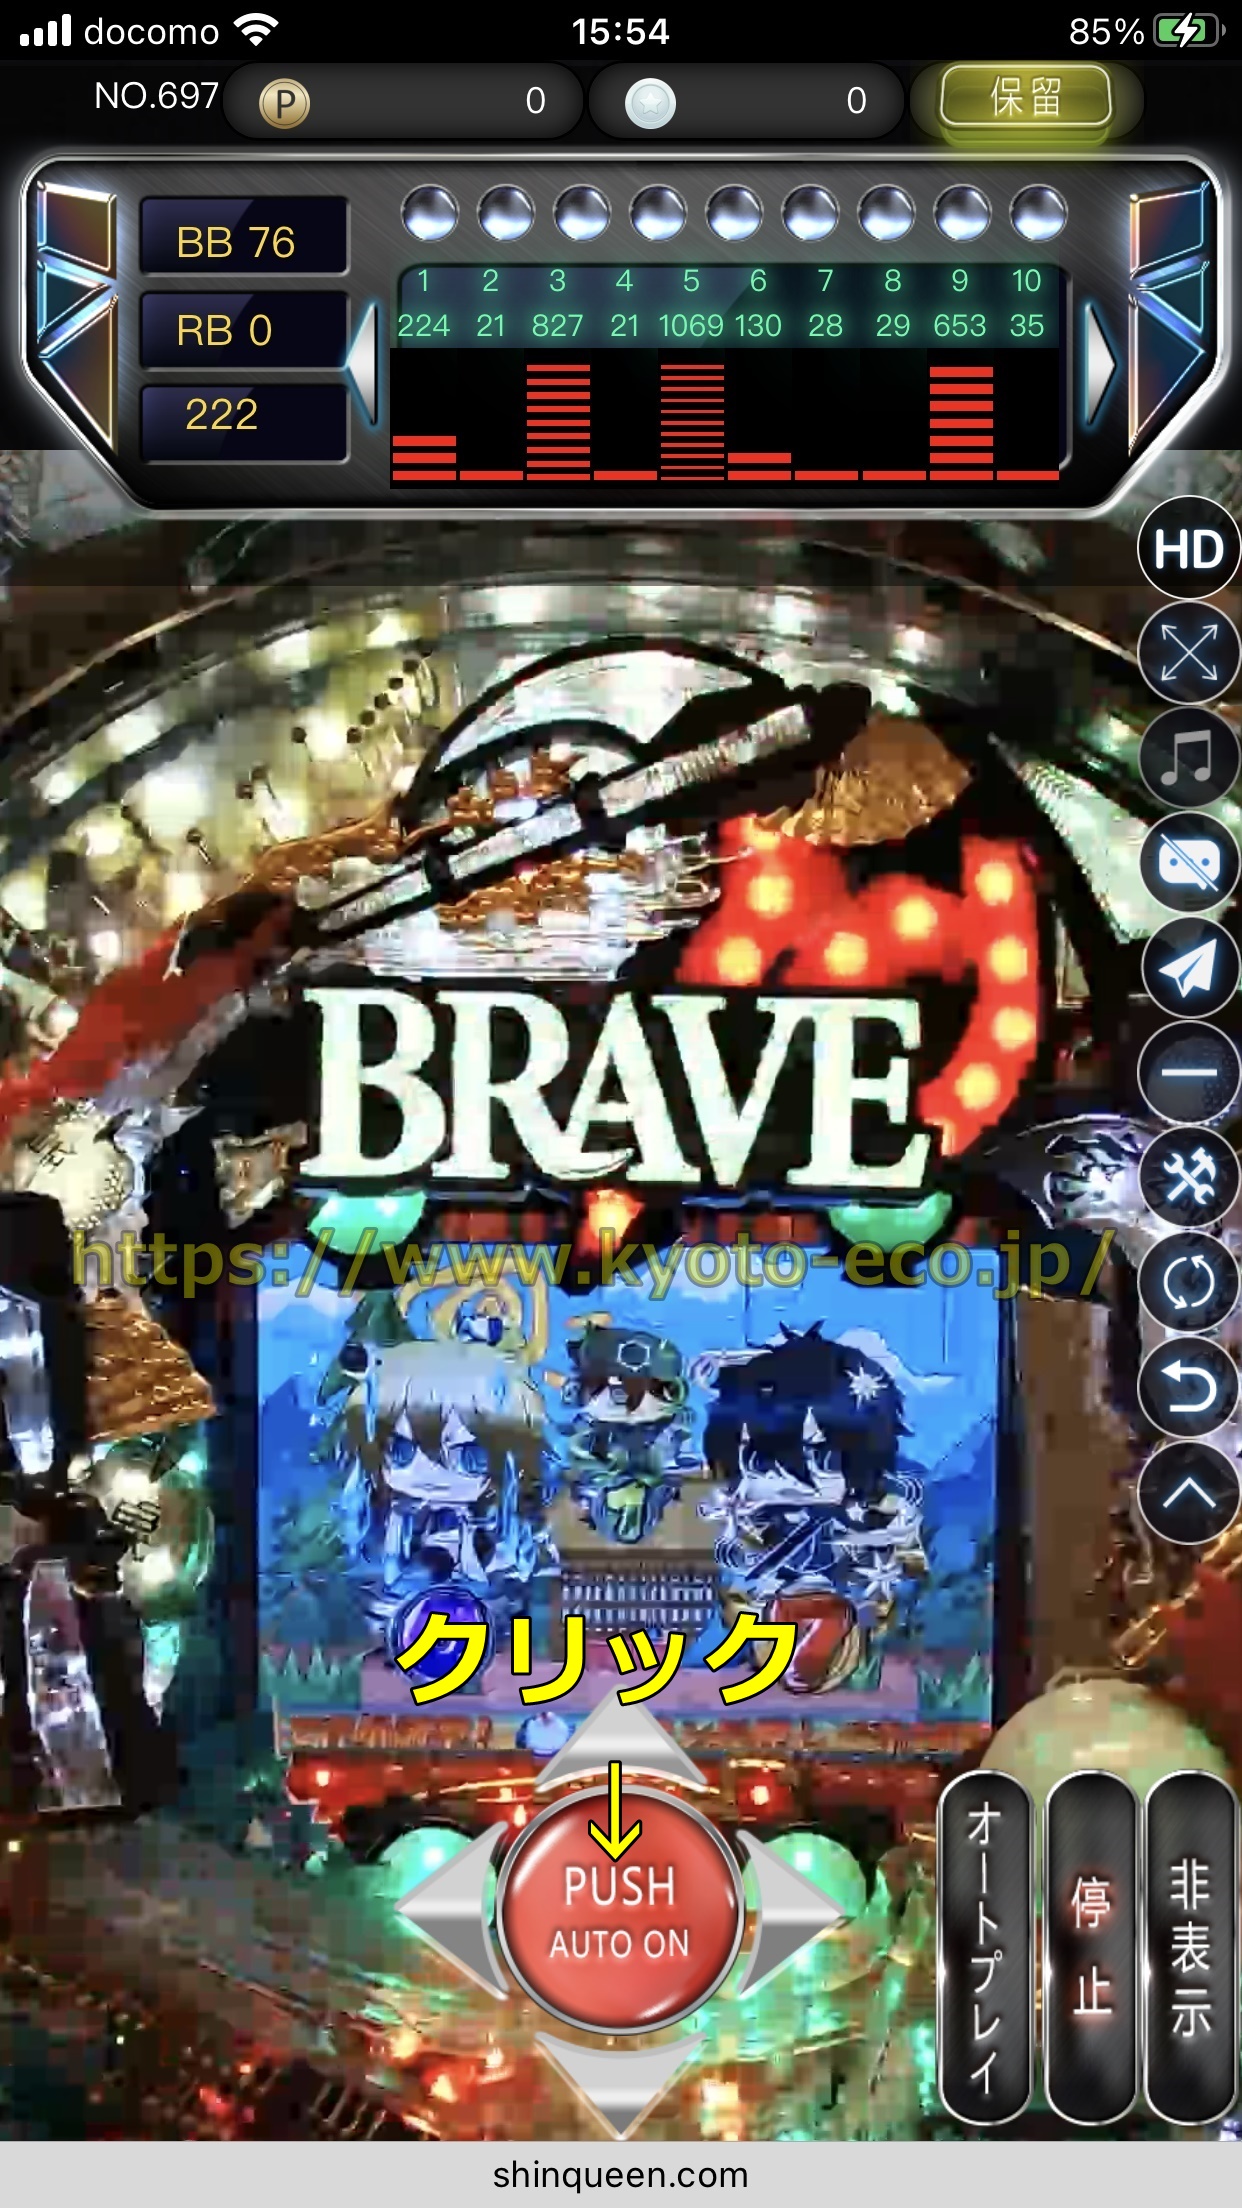 docomo
15:54
85%
NO.697
P
0
0
保留
BB 76
RB 0
222
1 2 3 4 5 6 7 8 9 10
224 21 827 21 1069 130 28 29 653 35
HD
BRAVE
https://www.kyoto-eco.jp/
7
クリック
PUSH
AUTO ON
オートプレイ
停止
非表示
shinqueen.com